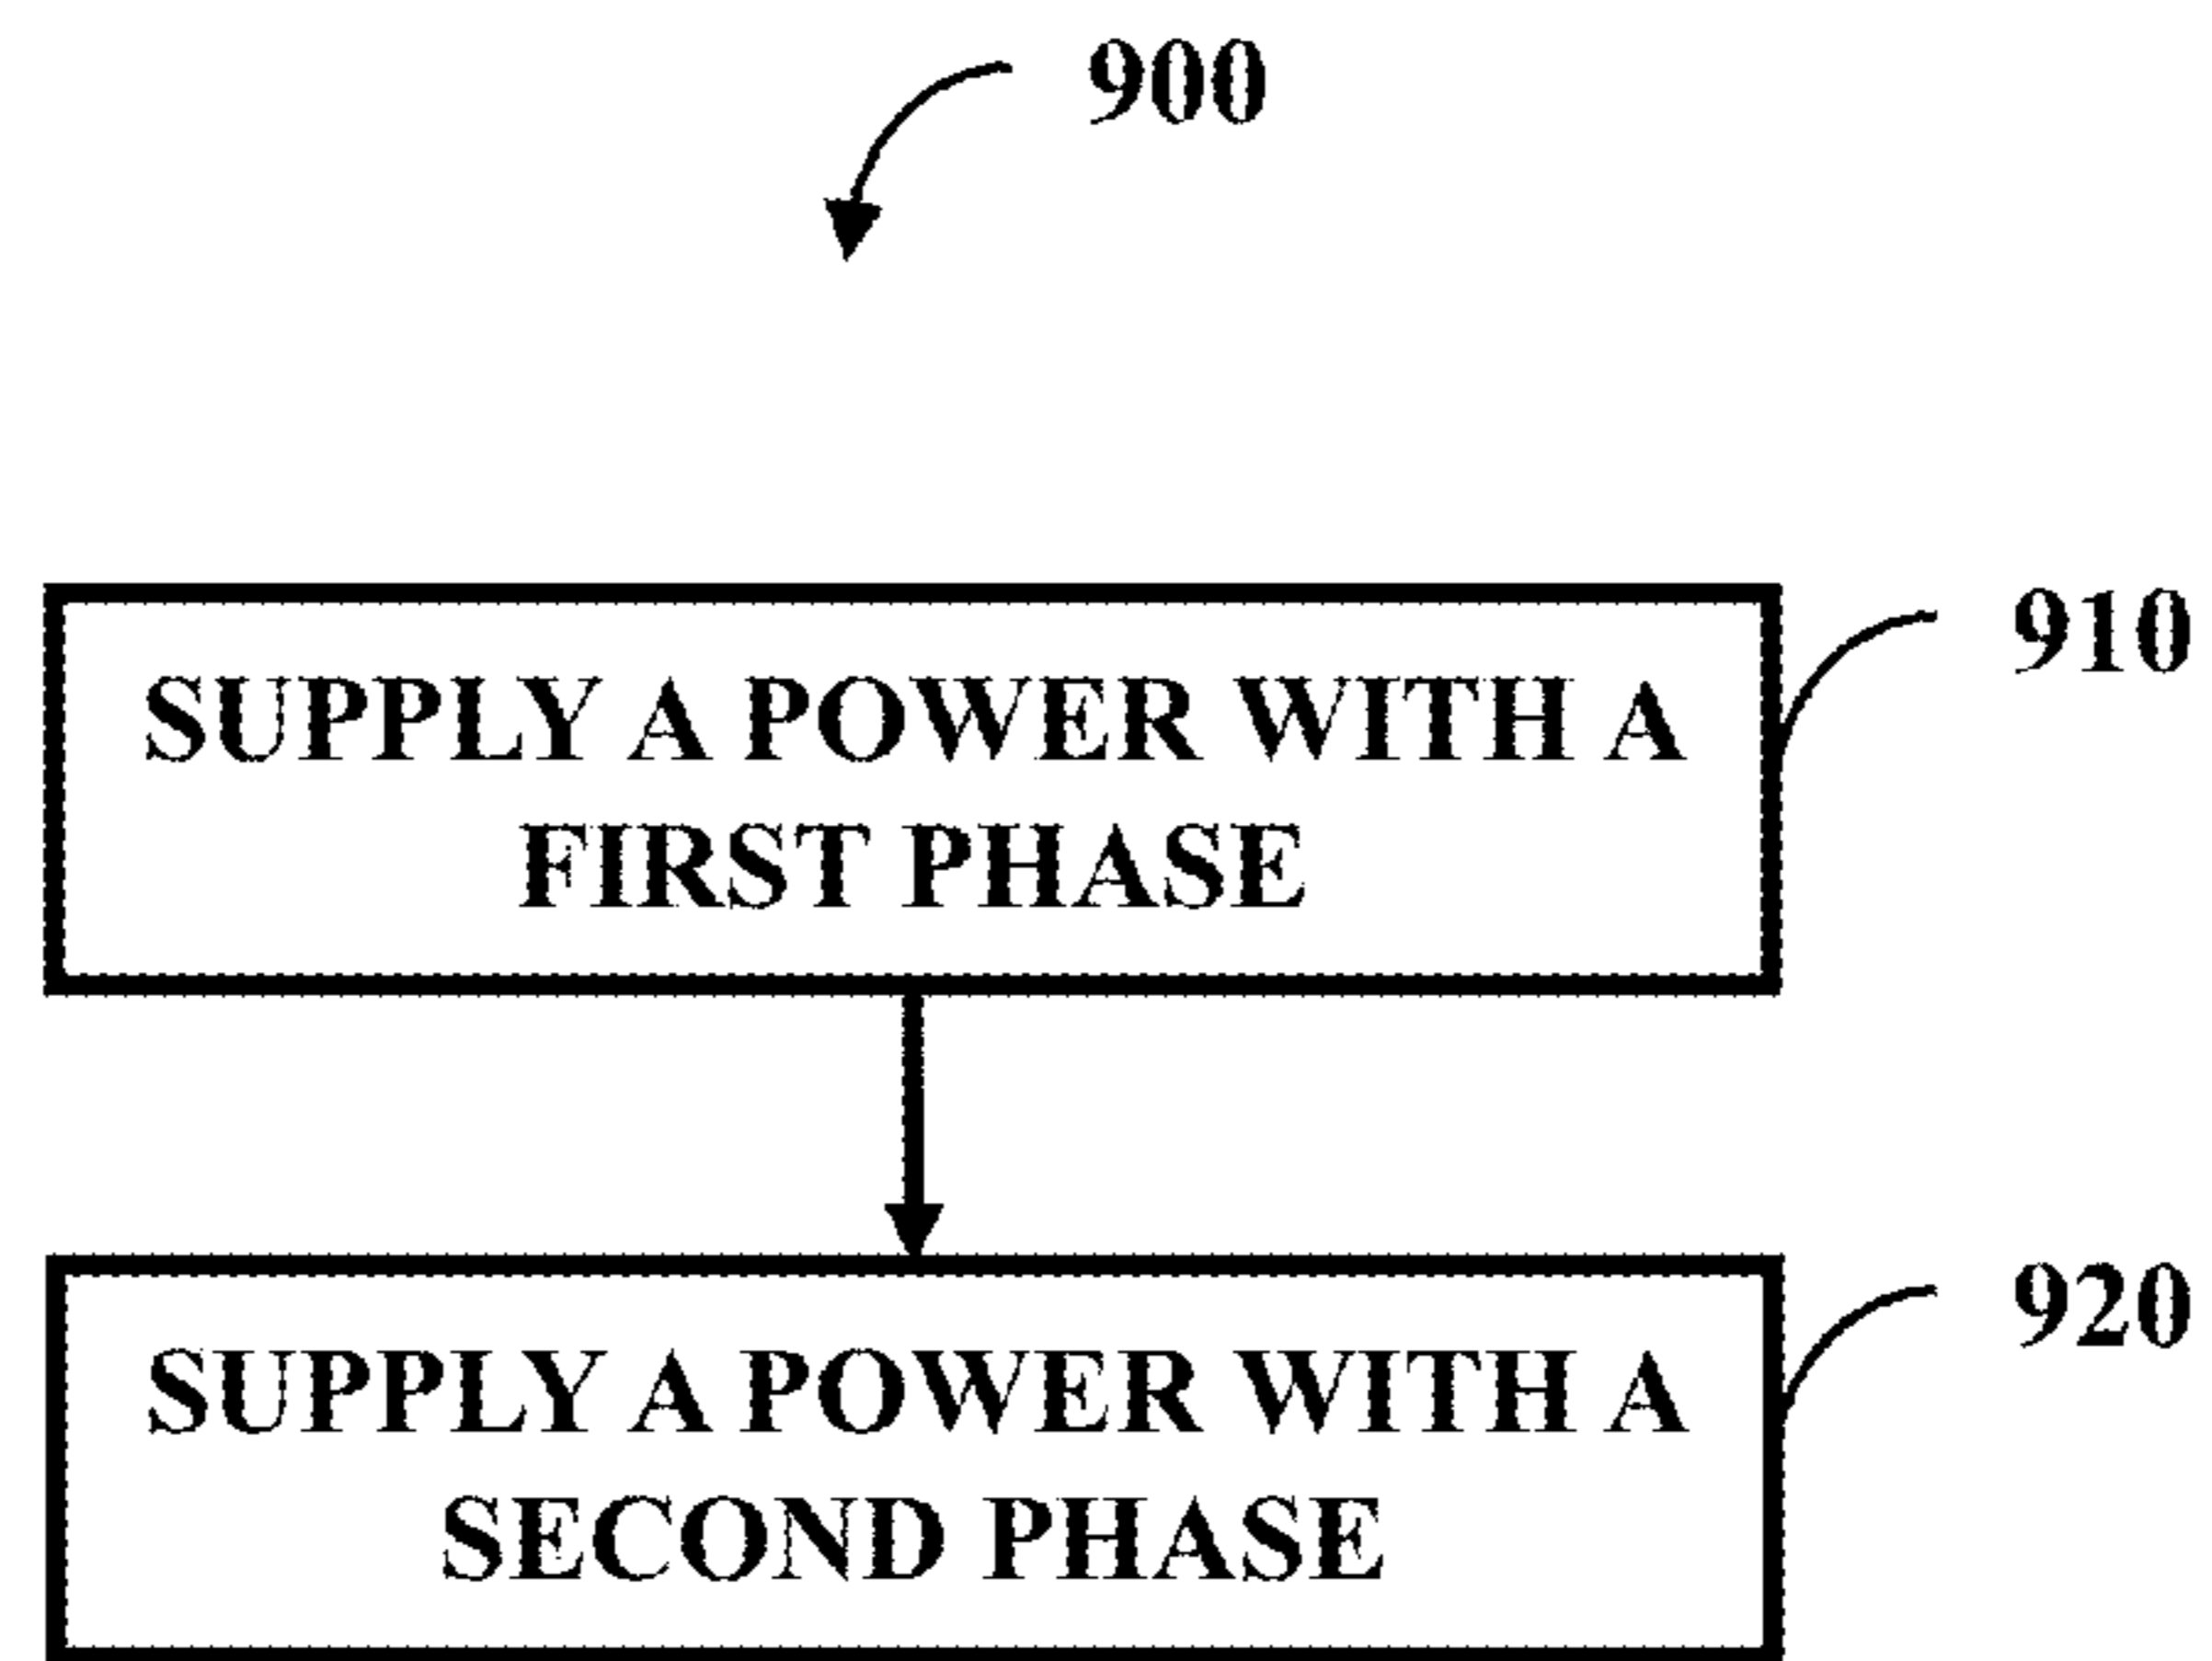 900
910
SUPPLY A POWER WITH A
FIRST PHASE
920
SUPPLY A POWER WITH A
SECOND PHASE